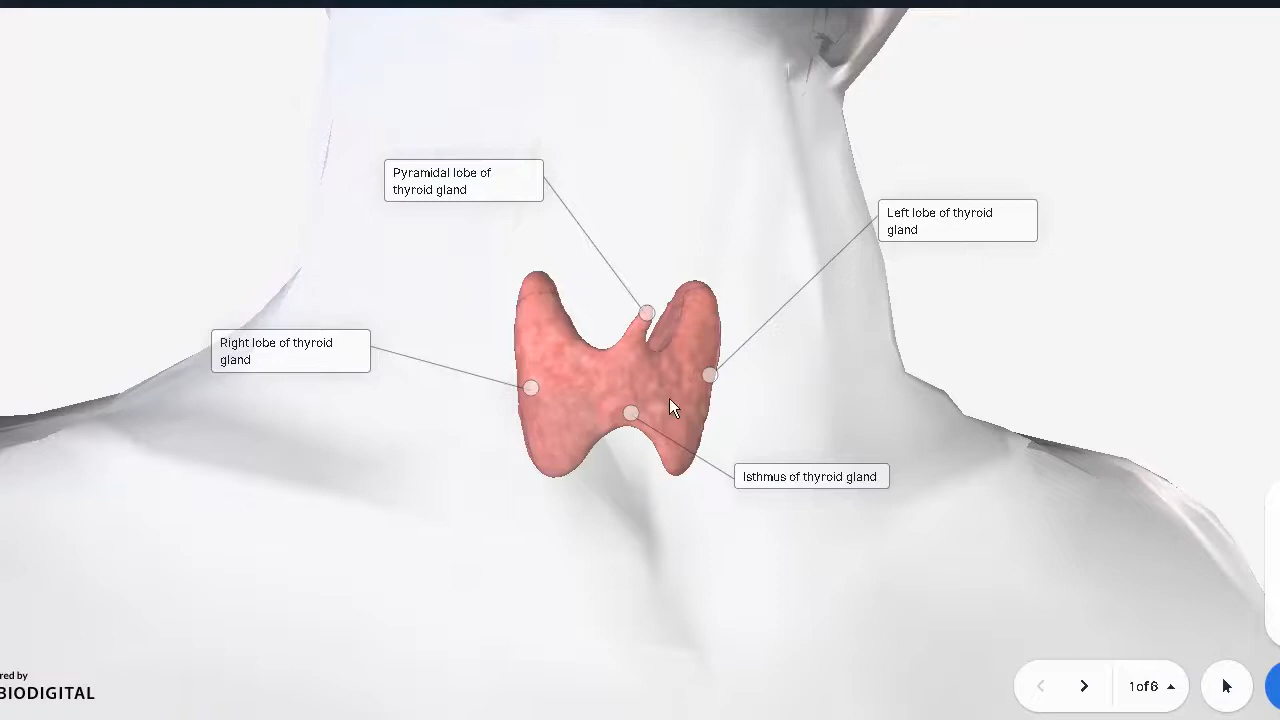 Pyramidal lobe of
thyroid gland
Left lobe of thyroid
gland
Right lobe of thyroid
gland
Isthmus of thyroid gland
red by
BIODIGITAL
1 of 6